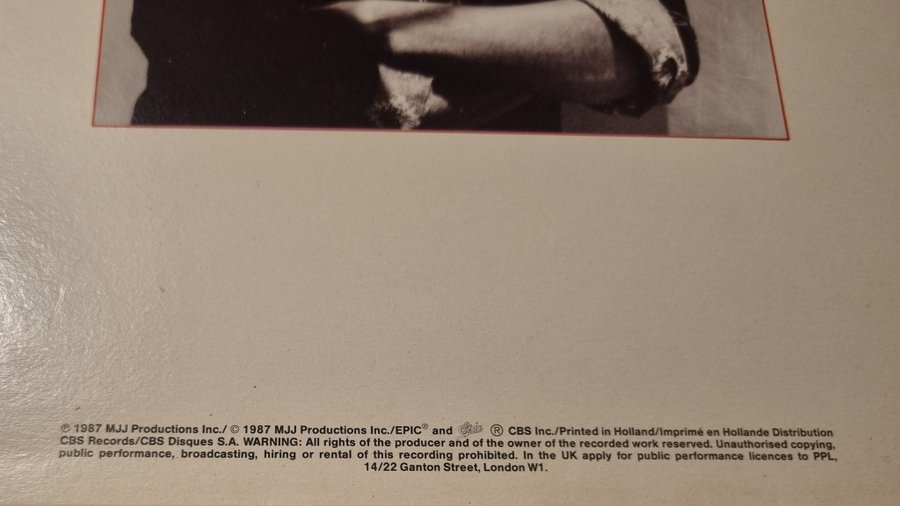 ℗ 1987 MJJ Productions Inc./ © 1987 MJJ Productions Inc./EPIC® and Epic ® CBS Inc./Printed in Holland/Imprimé en Hollande Distribution
CBS Records/CBS Disques S.A. WARNING: All rights of the producer and of the owner of the recorded work reserved. Unauthorised copying,
public performance, broadcasting, hiring or rental of this recording prohibited. In the UK apply for public performance licences to PPL,
14/22 Ganton Street, London W1.